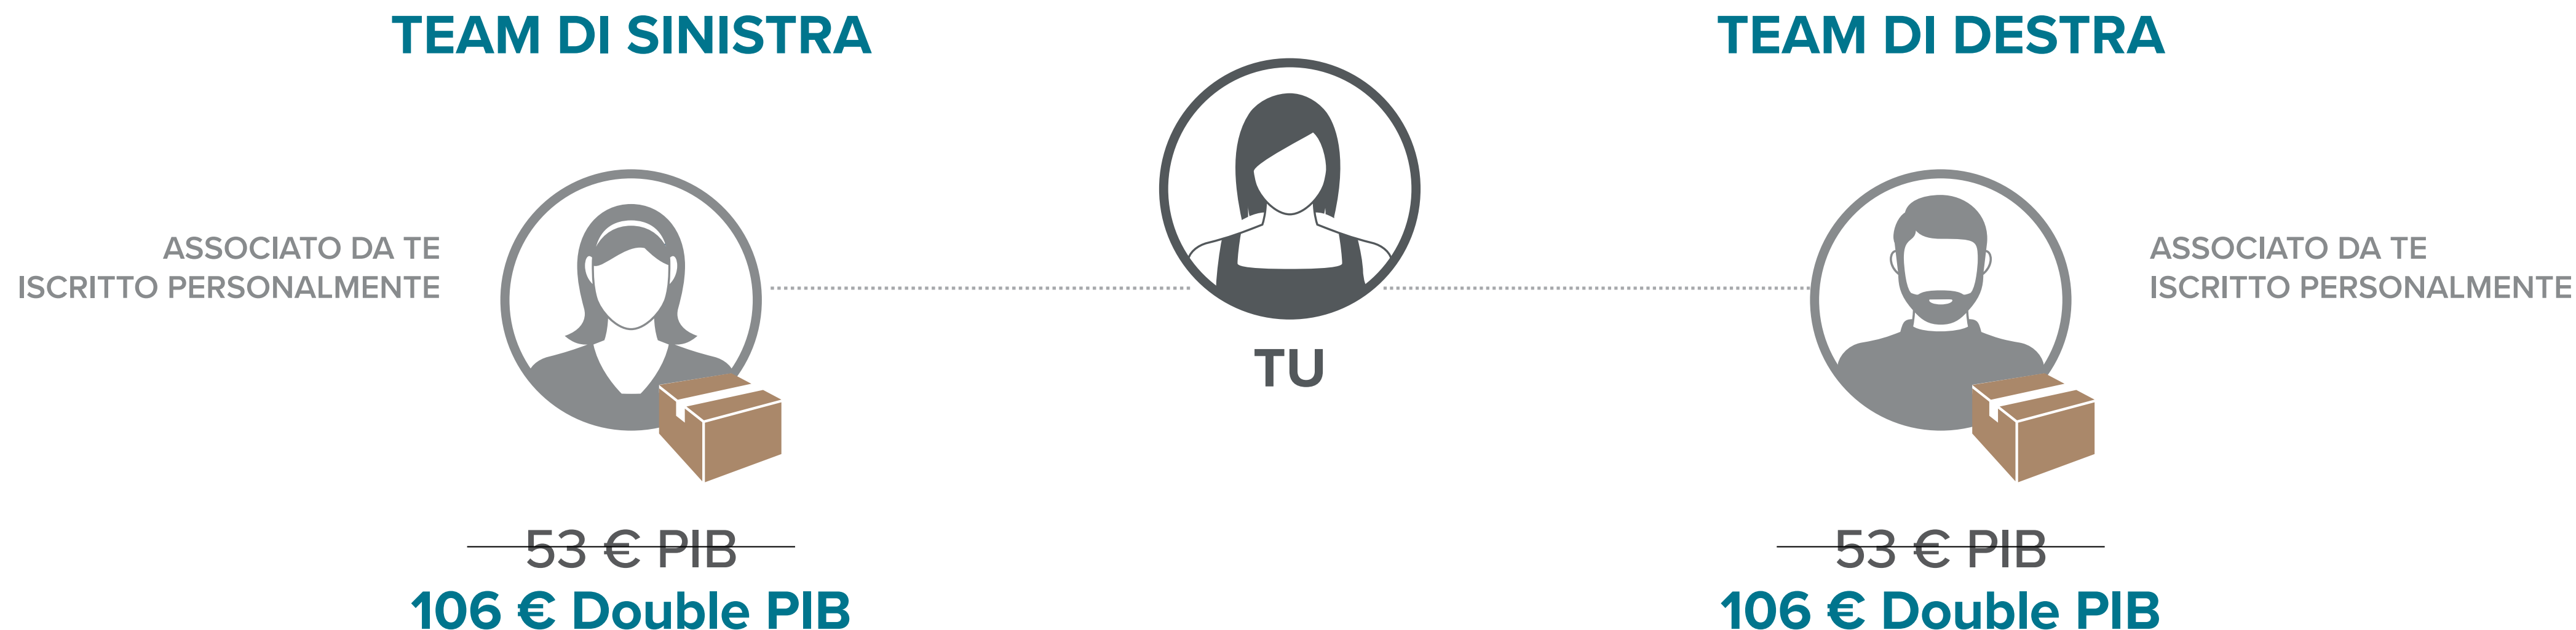 TEAM DI SINISTRA
TEAM DI DESTRA
ASSOCIATO DA TE
ISCRITTO PERSONALMENTE
TU
ASSOCIATO DA TE
ISCRITTO PERSONALMENTE
53 € PIB
106 € Double PIB
53 € PIB
106 € Double PIB